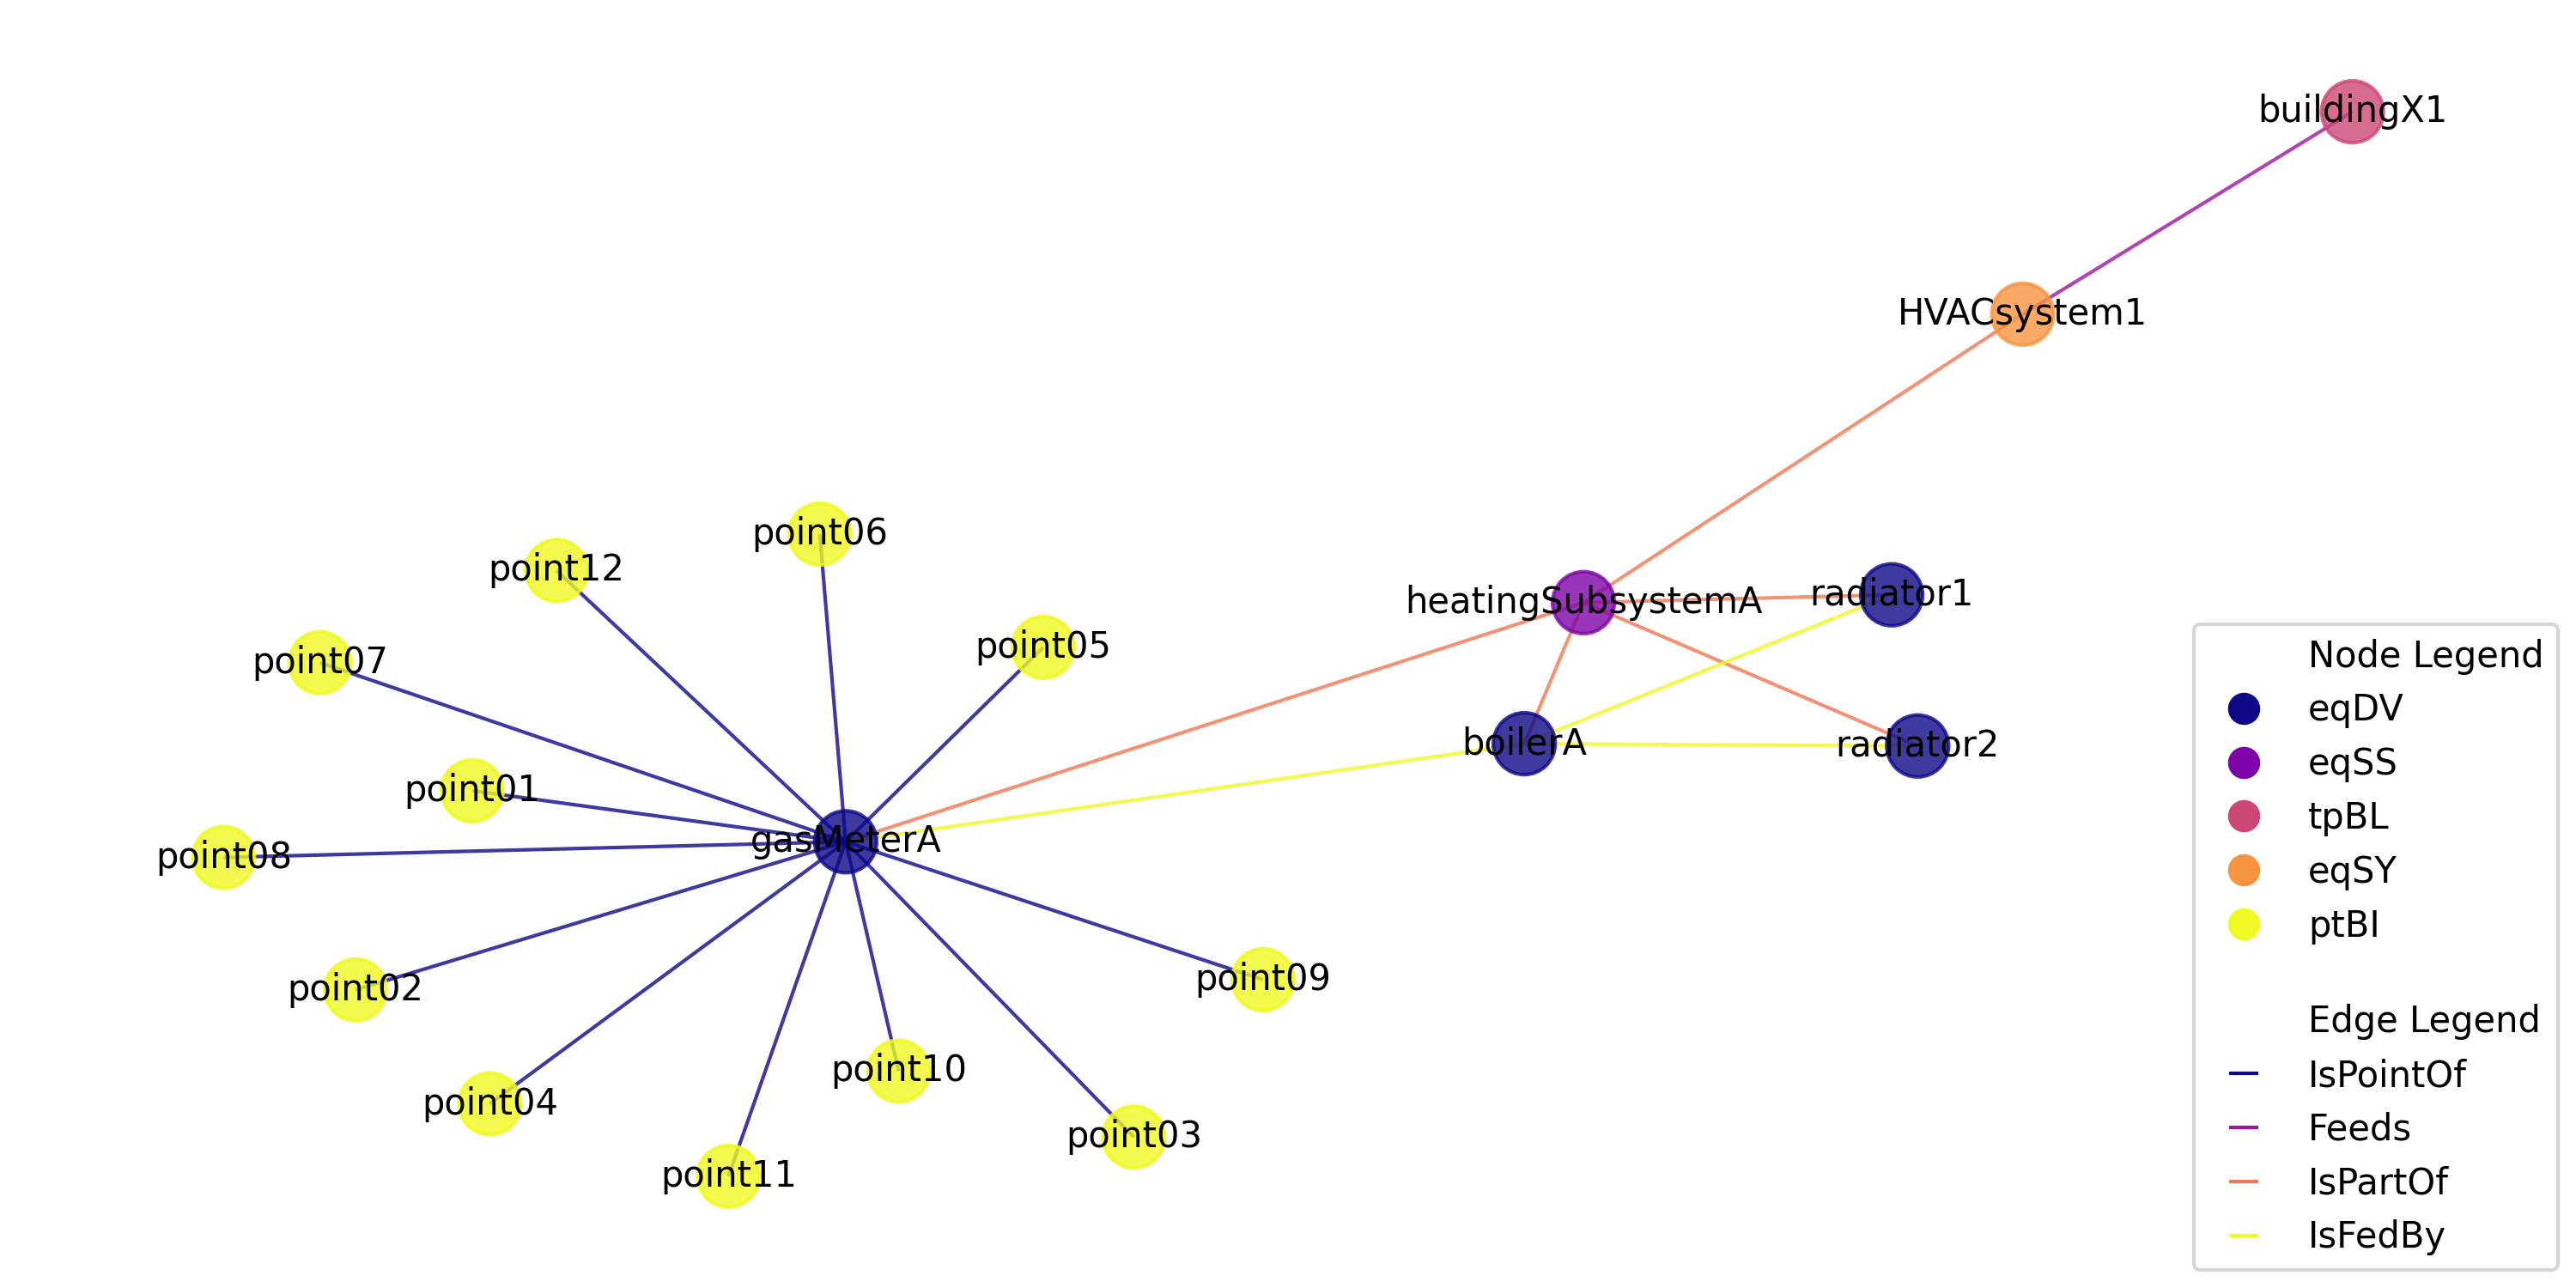 buildingX1
HVACsystem1
point06
point12
point05
heatingSubsystemA
radiator1
point07
boilerA
radiator2
point01
gasMeterA
point08
point02
point09
point10
point04
point03
point11
Node Legend
eqDV
eqSS
tpBL
eqSY
ptBI
Edge Legend
IsPointOf
Feeds
IsPartOf
IsFedBy